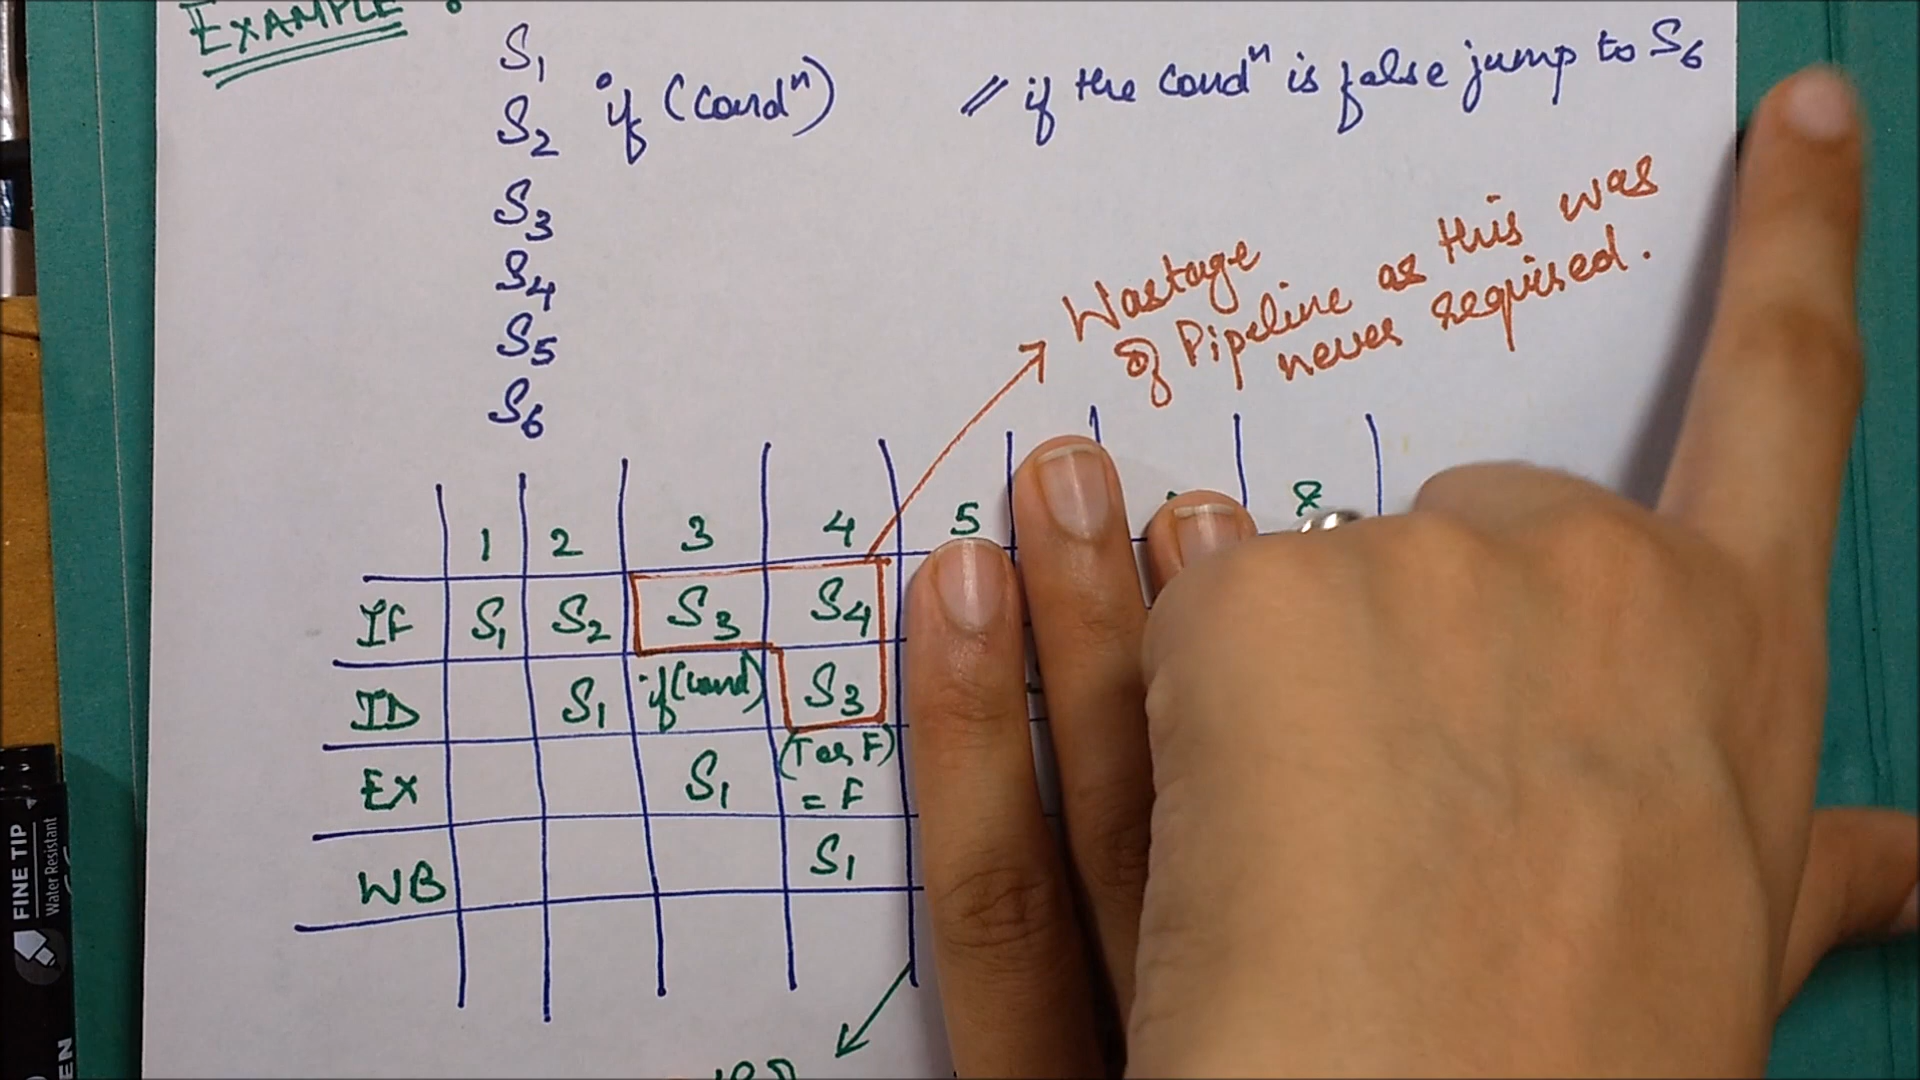 EXAMPLE :
S1
S2 if (condⁿ) // if the condⁿ is false jump to S6
S3
S4
S5
S6
Wastage
of Pipeline as this was
never required.
1 2 3 4 5 8
IF S1 S2 S3 S4
ID S1 if(cond) S3
EX S1 (T or F)
= F
WB S1
FINE TIP
Water Resistant